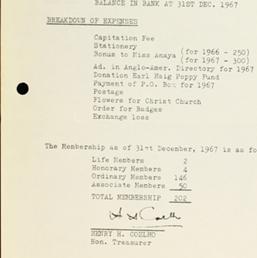 BALANCE IN BANK AT 31ST DEC. 1967
BREAKDOWN OF EXPENSES
Capitation Fee
Stationery
Bonus to Miss Amaya (for 1966 - 250)
(for 1967 - 300)
Ad. in Anglo-Amer. Directory for 1967
Donation Earl Haig Poppy Fund
Payment of P.O. Box for 1967
Postage
Flowers for Christ Church
Order for Badges
Exchange loss
The Membership as of 31st December, 1967 is as fo
Life Members 2
Honorary Members 4
Ordinary Members 146
Associate Members 50
TOTAL MEMBERSHIP 202
HENRY H. COELHO
Hon. Treasurer